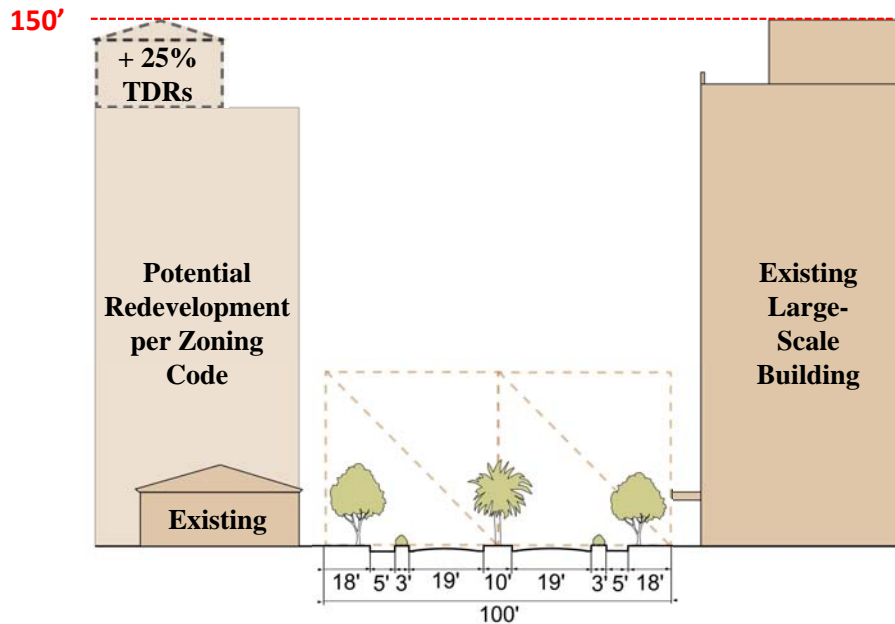 150'
+ 25%
TDRs
Potential
Redevelopment
per Zoning
Code
Existing
Large-
Scale
Building
Existing
18' 5' 3' 19' 10' 19' 3' 5' 18'
100'